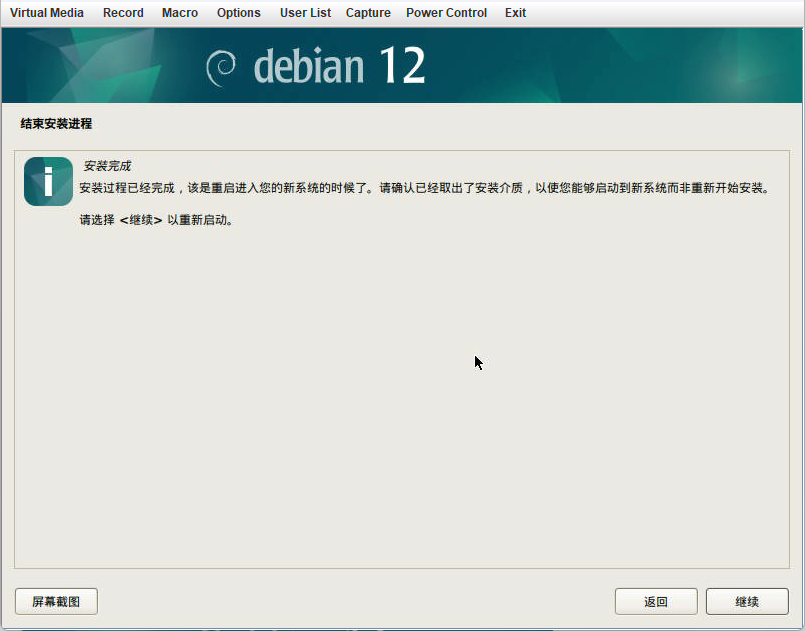 Virtual Media Record Macro Options User List Capture Power Control Exit
debian 12
结束安装进程
i
安装完成
安装过程已经完成，该是重启进入您的新系统的时候了。请确认已经取出了安装介质，以使您能够启动到新系统而非重新开始安装。
请选择 <继续> 以重新启动。
屏幕截图 返回 继续